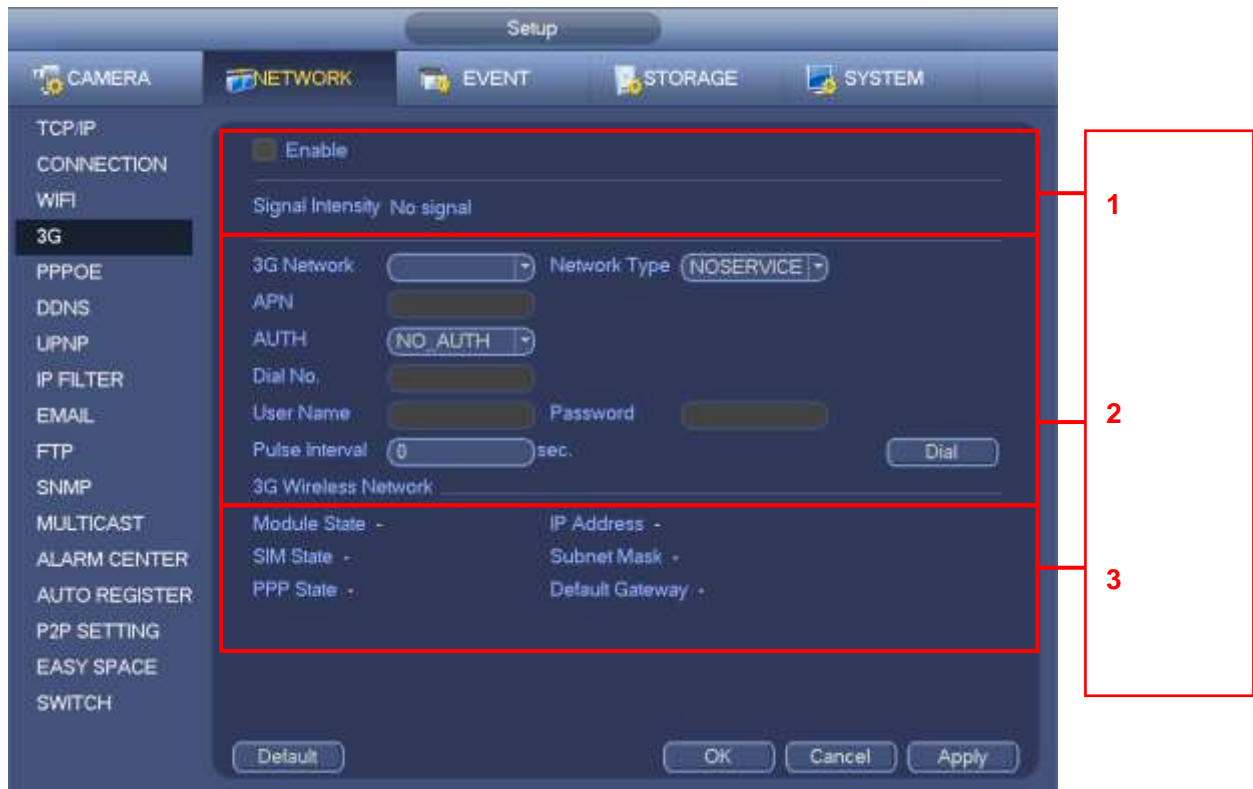 Setup
CAMERA NETWORK EVENT STORAGE SYSTEM
TCP/IP
CONNECTION
WIFI
3G
PPPOE
DDNS
UPNP
IP FILTER
EMAIL
FTP
SNMP
MULTICAST
ALARM CENTER
AUTO REGISTER
P2P SETTING
EASY SPACE
SWITCH
Enable
Signal Intensity No signal
3G Network Network Type NOSERVICE
APN
AUTH NO_AUTH
Dial No.
User Name Password
Pulse Interval 0 sec. Dial
3G Wireless Network
Module State - IP Address -
SIM State - Subnet Mask -
PPP State - Default Gateway -
Default OK Cancel Apply
1
2
3